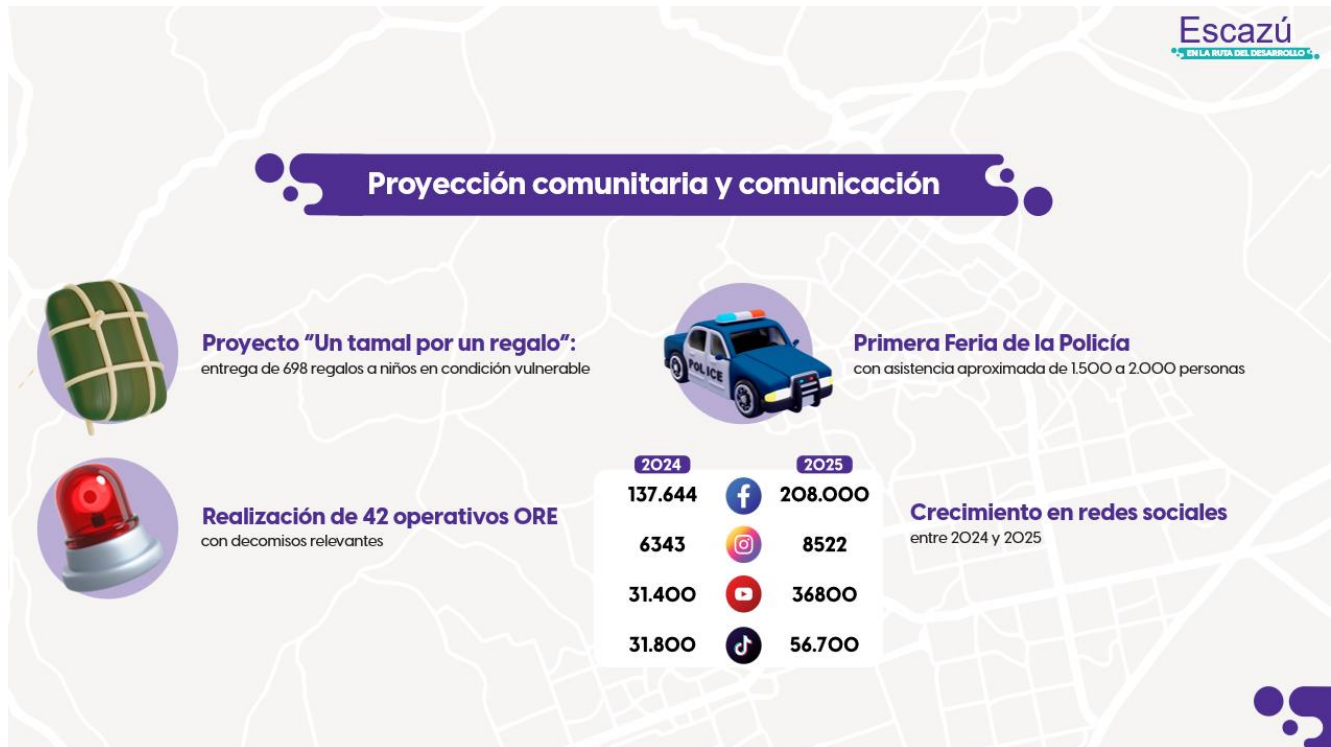 Escazú
EN LA RUTA DEL DESARROLLO
Proyección comunitaria y comunicación
Proyecto "Un tamal por un regalo":
entrega de 698 regalos a niños en condición vulnerable
POLICE
Primera Feria de la Policía
con asistencia aproximada de 1.500 a 2.000 personas
Realización de 42 operativos ORE
con decomisos relevantes
2024 2025
137.644 208.000
6343 8522
31.400 36800
31.800 56.700
Crecimiento en redes sociales
entre 2024 y 2025